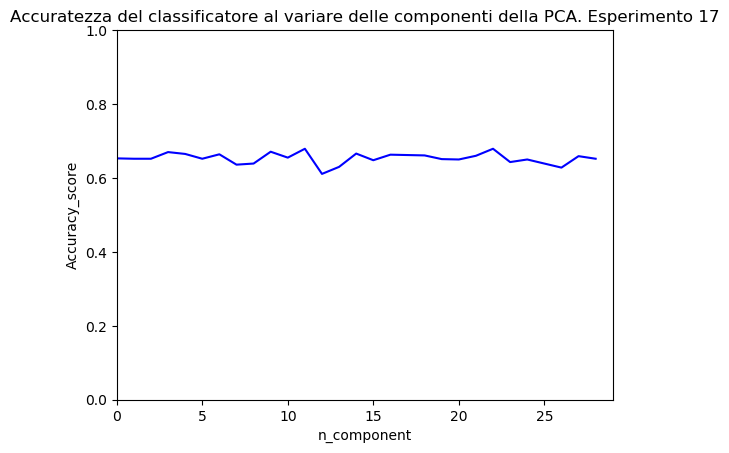 Accuratezza del classificatore al variare delle componenti della PCA. Esperimento 17
1.0
0.8
0.6
0.4
0.2
0.0
Accuracy_score
0 5 10 15 20 25
n_component